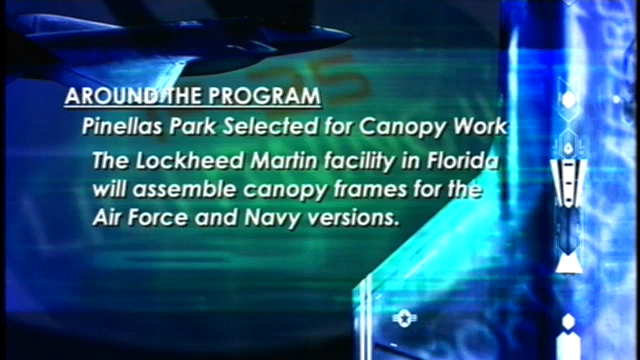 AROUND THE PROGRAM
Pinellas Park Selected for Canopy Work
The Lockheed Martin facility in Florida
will assemble canopy frames for the
Air Force and Navy versions.